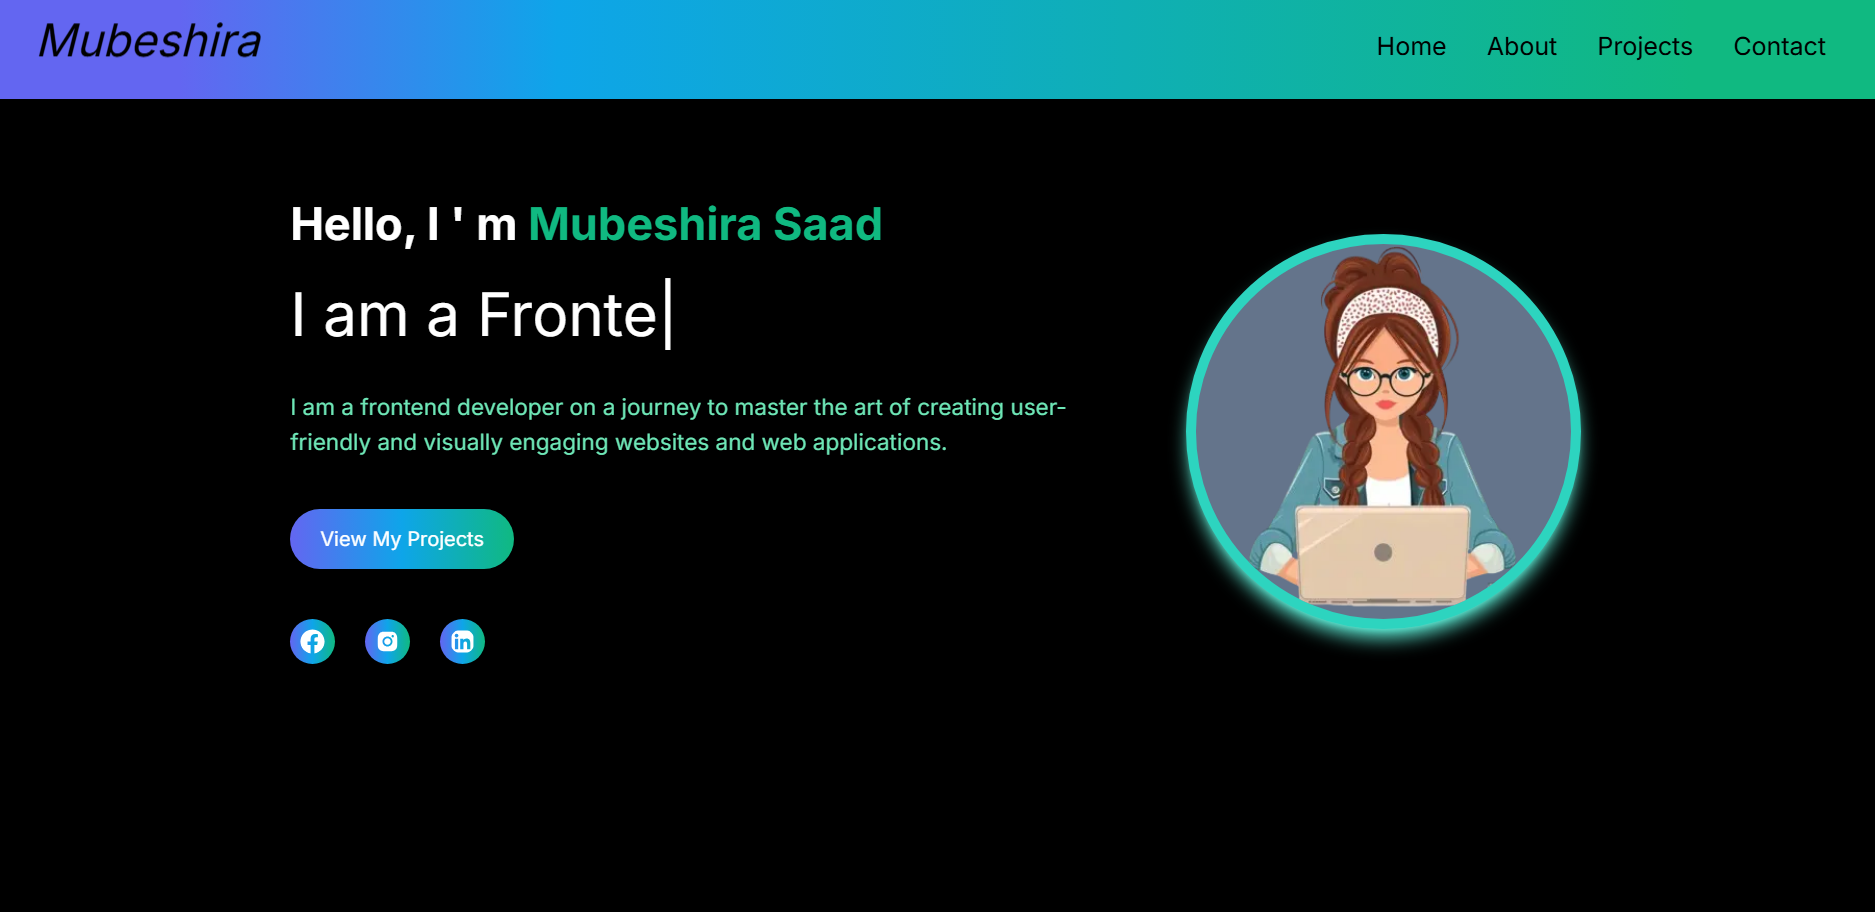 Mubeshira
Home About Projects Contact
Hello, I ' m Mubeshira Saad
I am a Fronte
I am a frontend developer on a journey to master the art of creating user-
friendly and visually engaging websites and web applications.
View My Projects